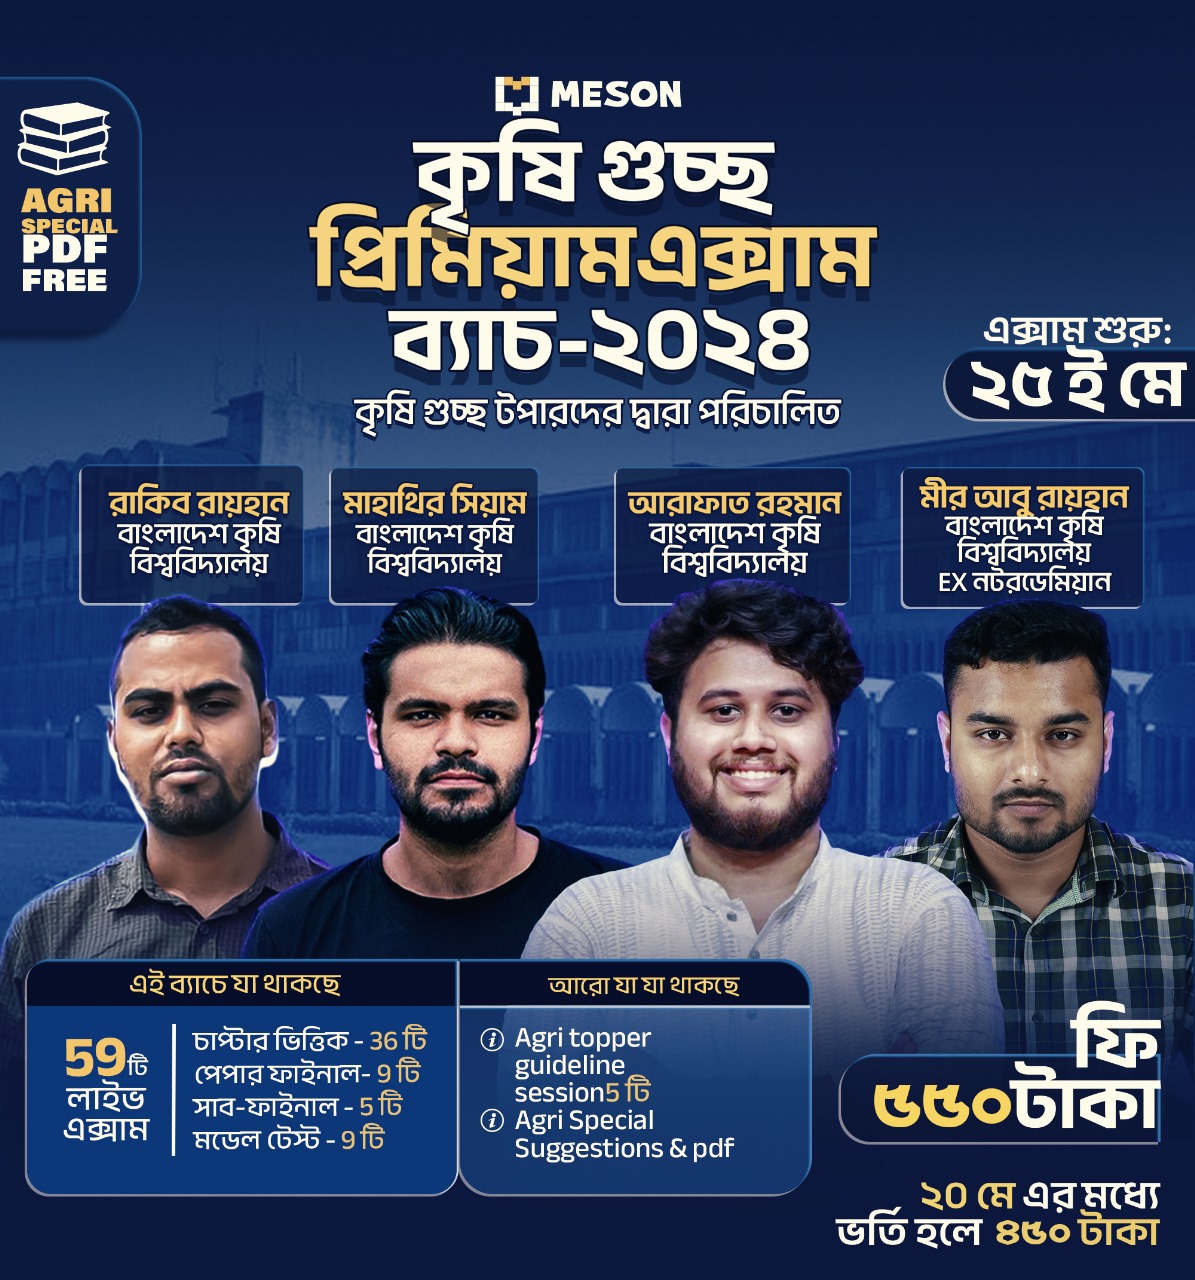 MESON
কৃষি গুচ্ছ
প্রিমিয়াম এক্সাম
ব্যাচ-২০২৪
কৃষি গুচ্ছ টপারদের দ্বারা পরিচালিত
AGRI
SPECIAL
PDF
FREE
এক্সাম শুরু:
২৫ ই মে
রাকিব রায়হান
বাংলাদেশ কৃষি
বিশ্ববিদ্যালয়
মাহাথির সিয়াম
বাংলাদেশ কৃষি
বিশ্ববিদ্যালয়
আরাফাত রহমান
বাংলাদেশ কৃষি
বিশ্ববিদ্যালয়
মীর আবু রায়হান
বাংলাদেশ কৃষি
বিশ্ববিদ্যালয়
EX নটরডেমিয়ান
এই ব্যাচে যা থাকছে
59টি
লাইভ
এক্সাম
চাপ্টার ভিত্তিক - 36 টি
পেপার ফাইনাল- 9 টি
সাব-ফাইনাল - 5 টি
মডেল টেস্ট - 9 টি
আরো যা যা থাকছে
Agri topper
guideline
session5 টি
Agri Special
Suggestions & pdf
ফি
৫৫০টাকা
২০ মে এর মধ্যে
ভর্তি হলে ৪৫০ টাকা